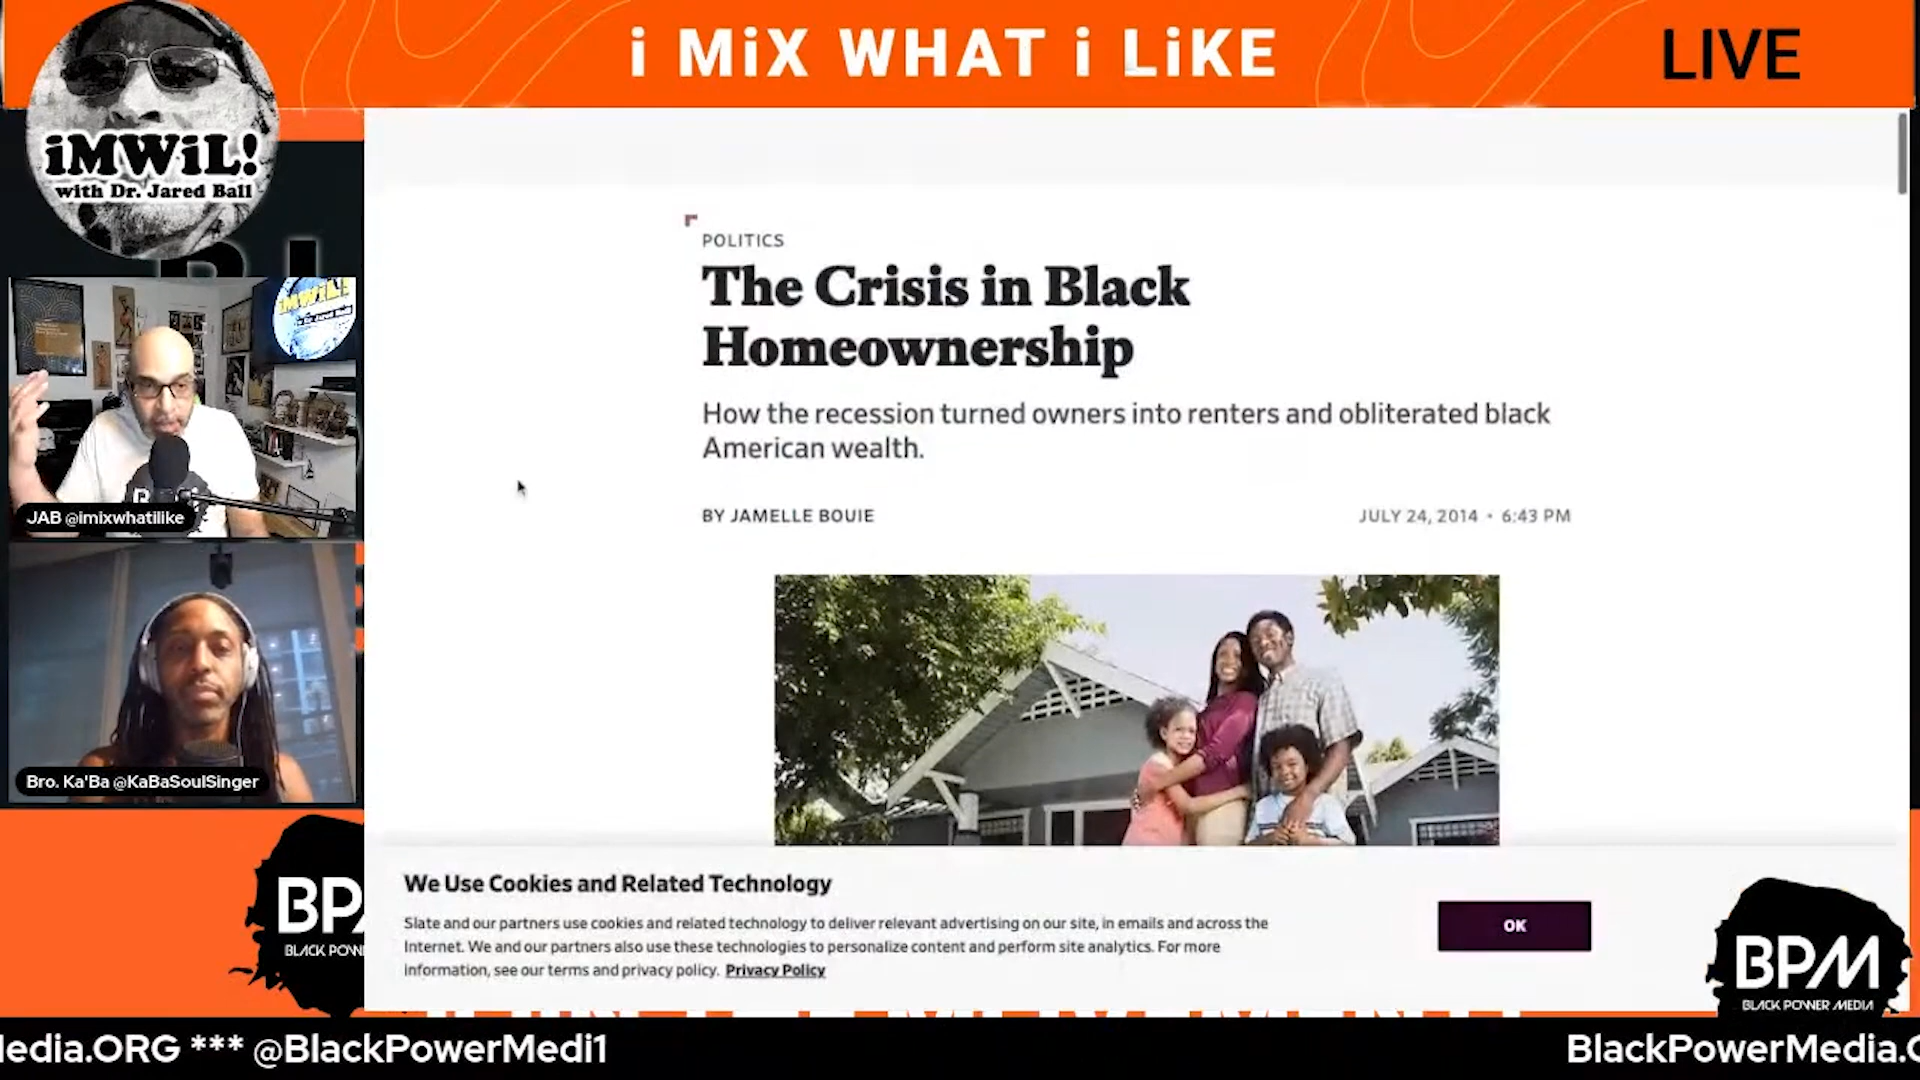 i MiX WHAT i LiKE
LIVE
iMWiL!
with Dr. Jared Ball
iMWiL!
JAB @imixwhatilike
Bro. Ka'Ba @KaBaSoulSinger
POLITICS
The Crisis in Black
Homeownership
How the recession turned owners into renters and obliterated black
American wealth.
BY JAMELLE BOUIE
JULY 24, 2014 • 6:43 PM
We Use Cookies and Related Technology
Slate and our partners use cookies and related technology to deliver relevant advertising on our site, in emails and across the
Internet. We and our partners also use these technologies to personalize content and perform site analytics. For more
information, see our terms and privacy policy. Privacy Policy
OK
BPM
BLACK POW
BPM
BLACK POWER MEDIA
edia.ORG *** @BlackPowerMedi1
BlackPowerMedia.O